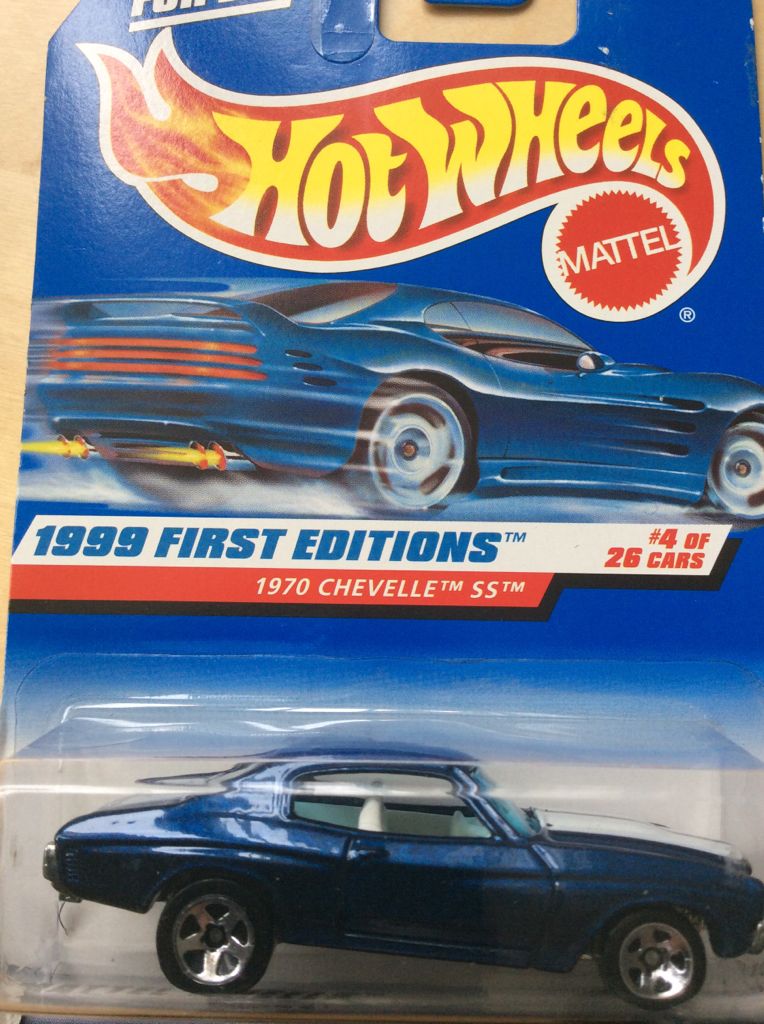 HOT WHEELS
MATTEL
®
1999 FIRST EDITIONS™
#4 OF
26 CARS
1970 CHEVELLE™ SS™